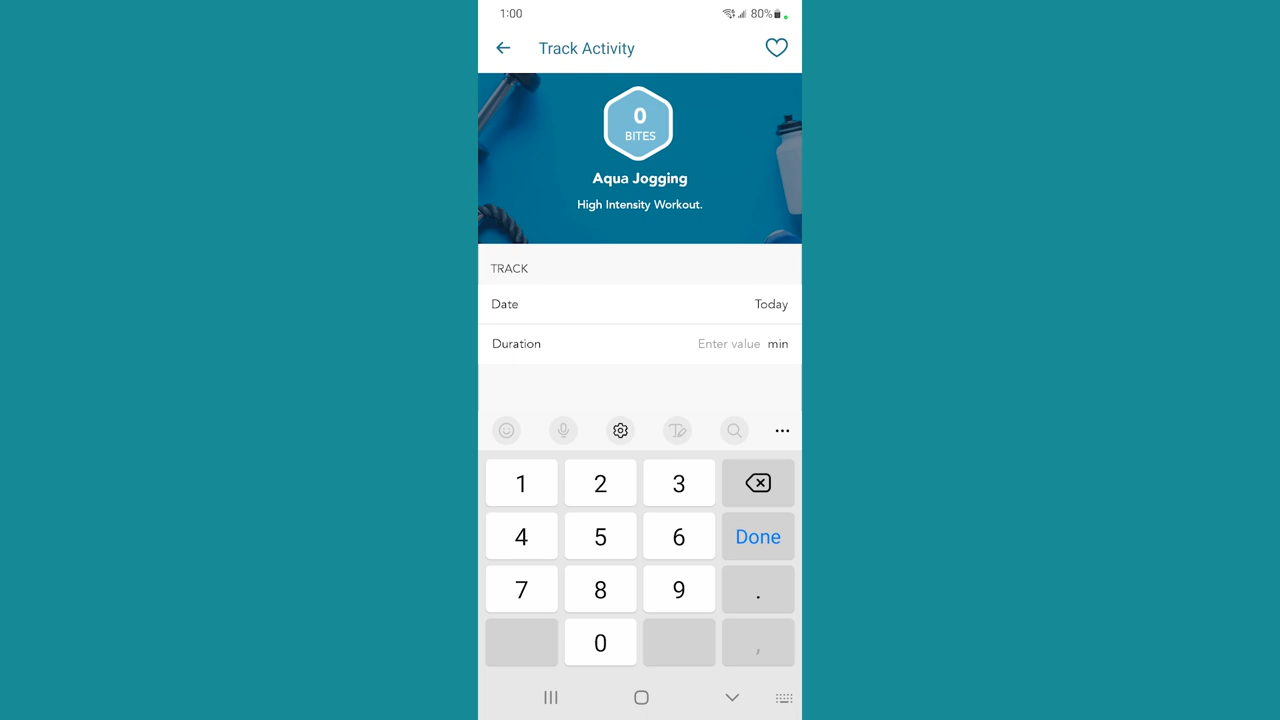 1:00 80%
Track Activity
0
BITES
Aqua Jogging
High Intensity Workout.
TRACK
Date Today
Duration Enter value min
1 2 3
4 5 6 Done
7 8 9 .
0 ,